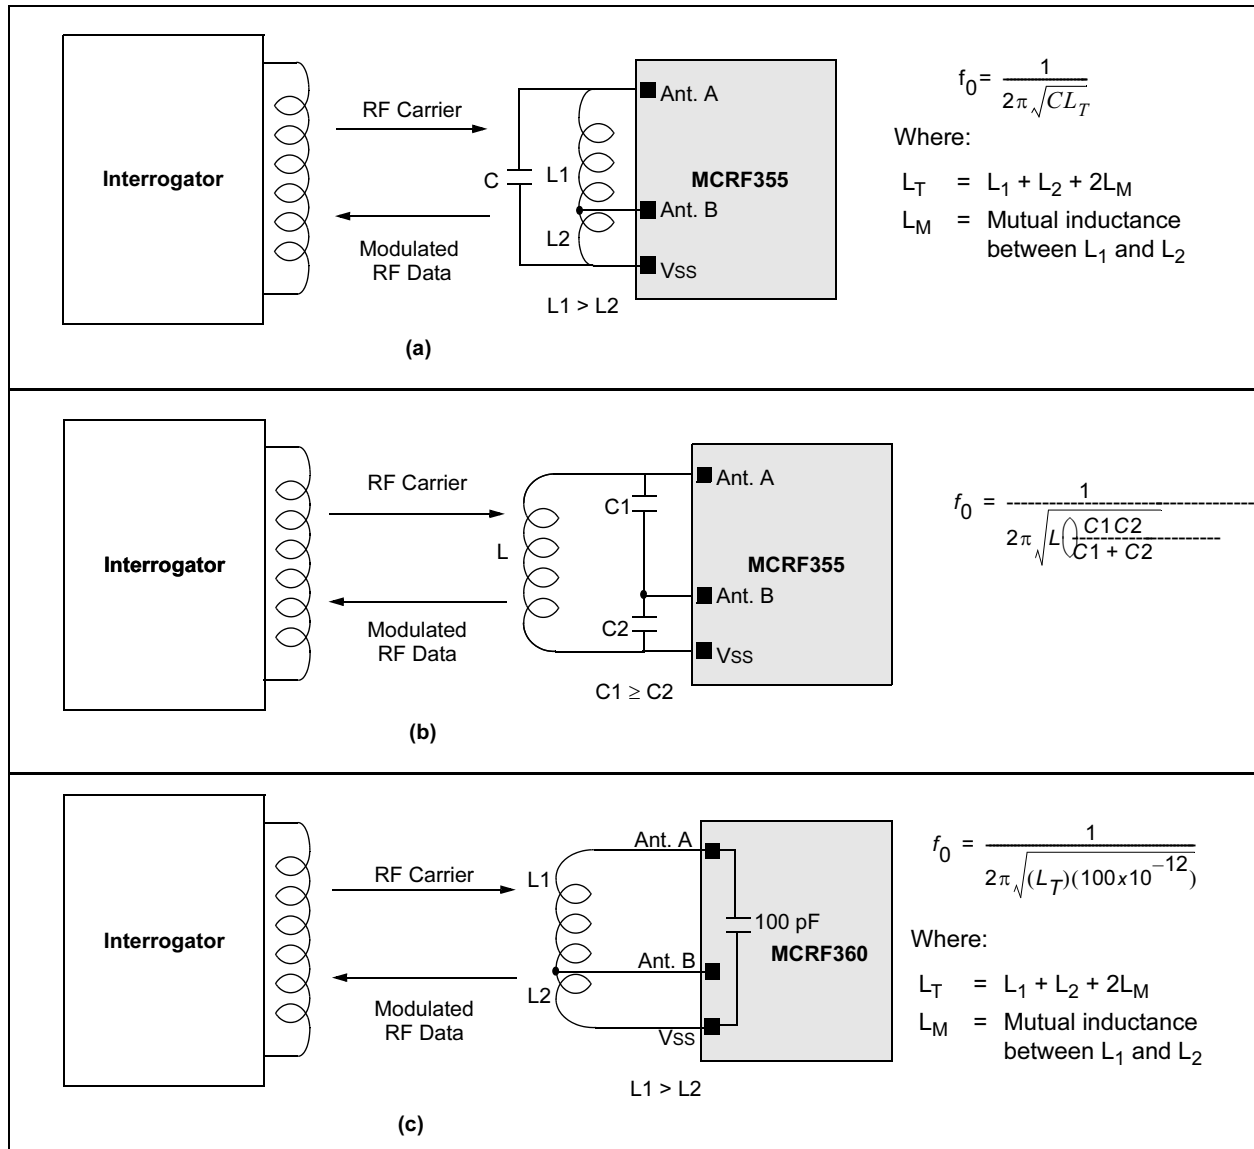 Interrogator
RF Carrier
Modulated
RF Data
C
L1
L2
L1 > L2
Ant. A
MCRF355
Ant. B
VSS
f0 = 1 / 2π√CLT
Where:
LT = L1 + L2 + 2LM
LM = Mutual inductance
between L1 and L2
(a)
Interrogator
RF Carrier
Modulated
RF Data
L
C1
C2
C1 ≥ C2
Ant. A
MCRF355
Ant. B
VSS
f0 = 1 / 2π√L(C1C2 / C1 + C2
(b)
Interrogator
RF Carrier
Modulated
RF Data
L1
L2
Ant. A
Ant. B
VSS
100 pF
MCRF360
L1 > L2
f0 = 1 / 2π√(LT)(100x10−12)
Where:
LT = L1 + L2 + 2LM
LM = Mutual inductance
between L1 and L2
(c)